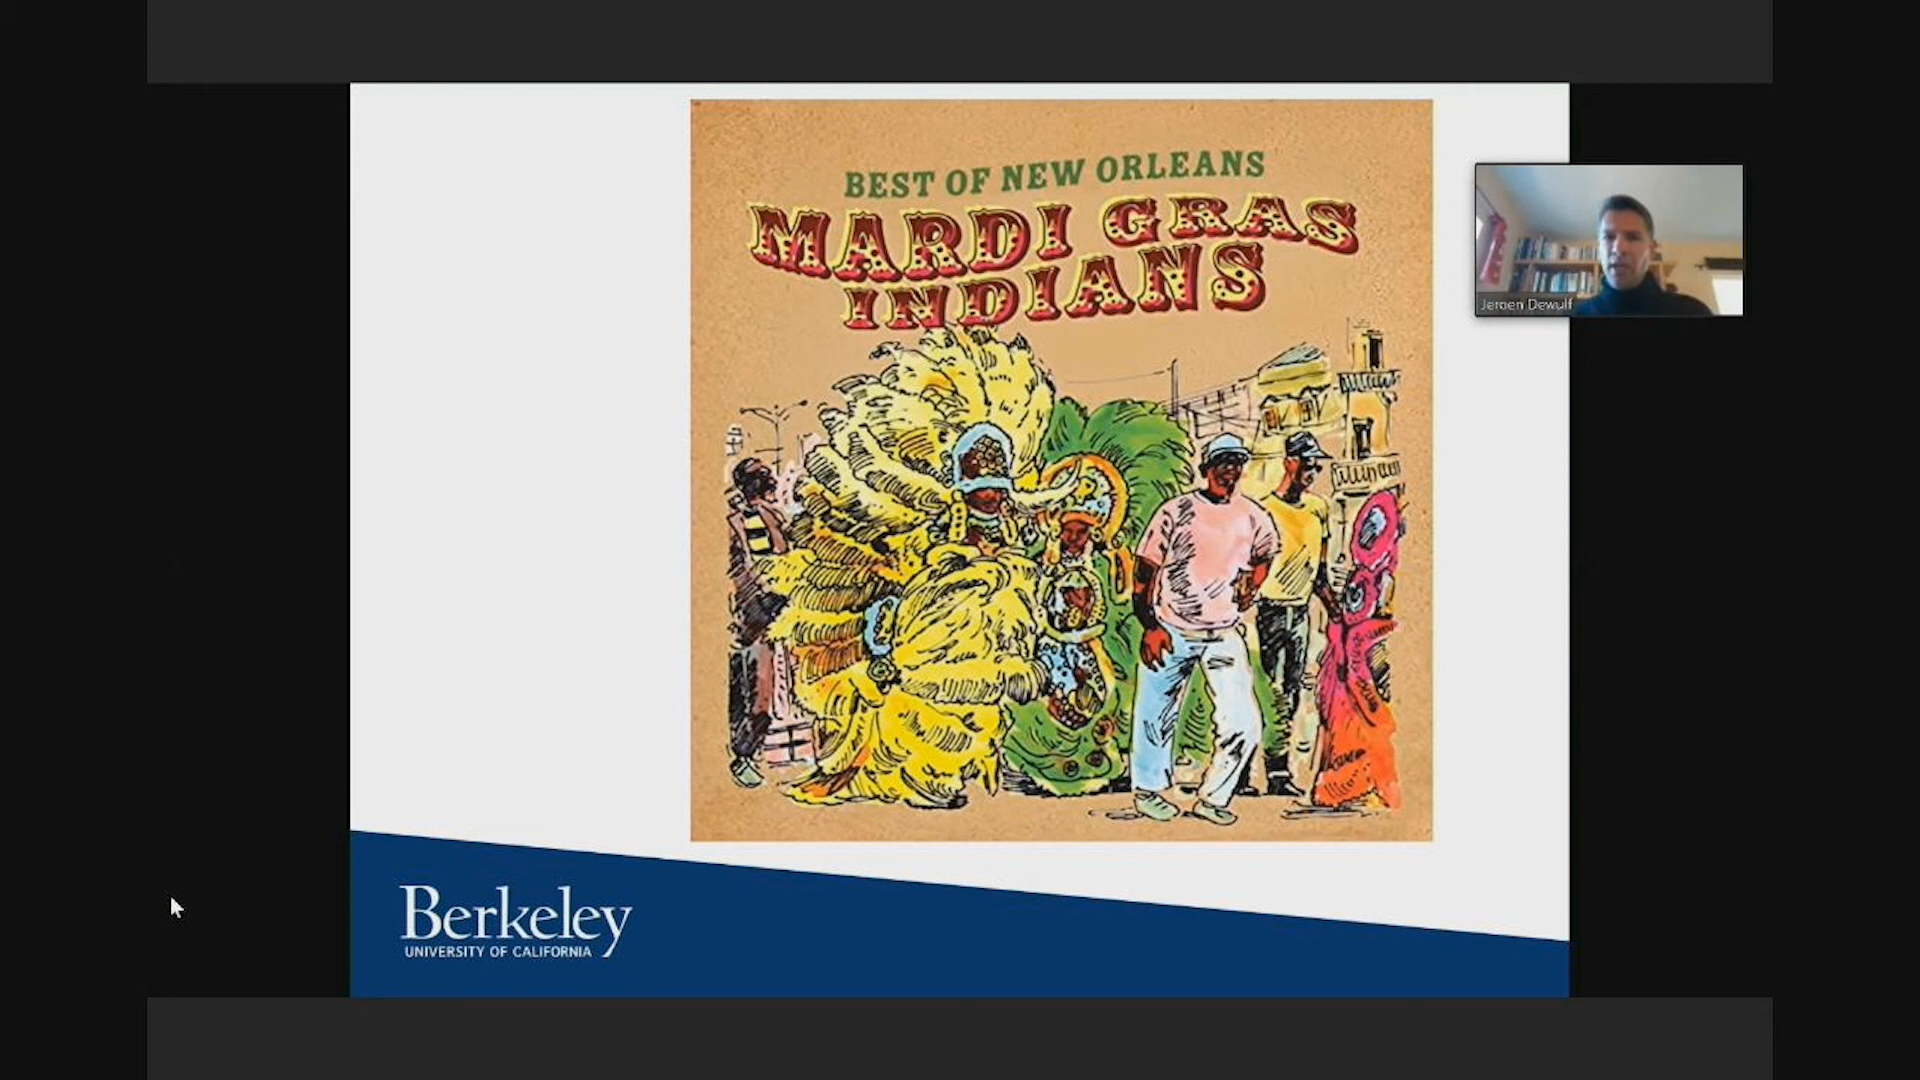 BEST OF NEW ORLEANS
MARDI GRAS
INDIANS
Jeroen Dewulf
Berkeley
UNIVERSITY OF CALIFORNIA